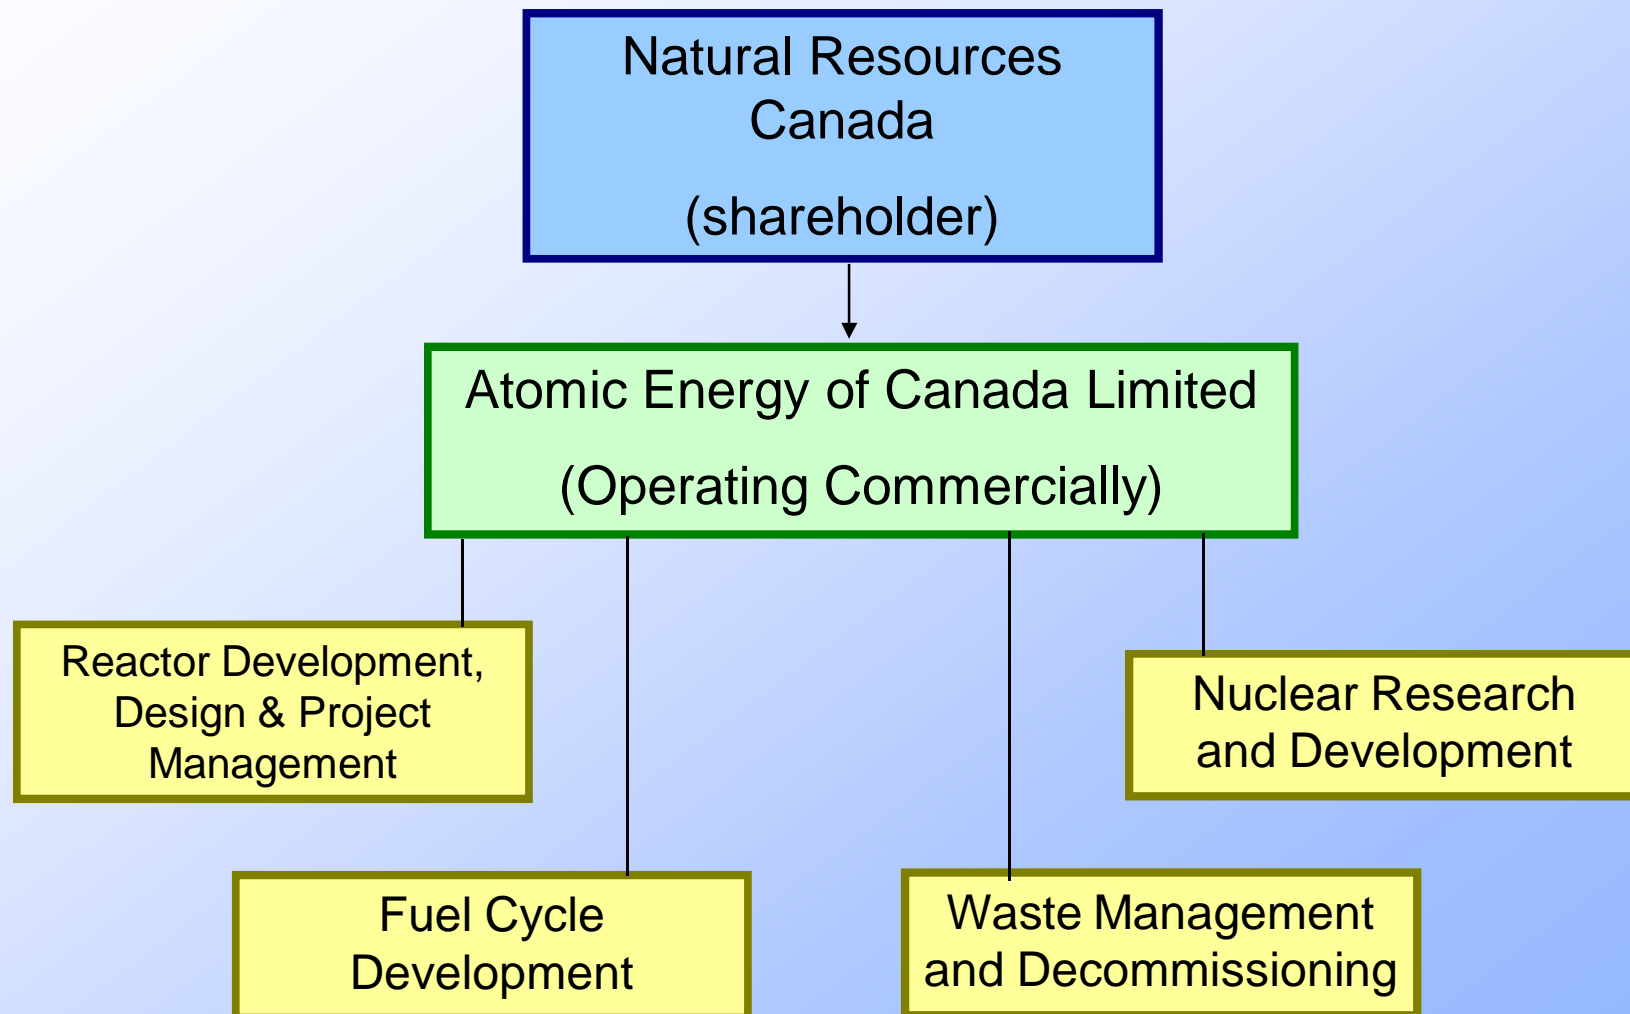 Natural Resources
Canada
(shareholder)
Atomic Energy of Canada Limited
(Operating Commercially)
Reactor Development,
Design & Project
Management
Nuclear Research
and Development
Fuel Cycle
Development
Waste Management
and Decommissioning